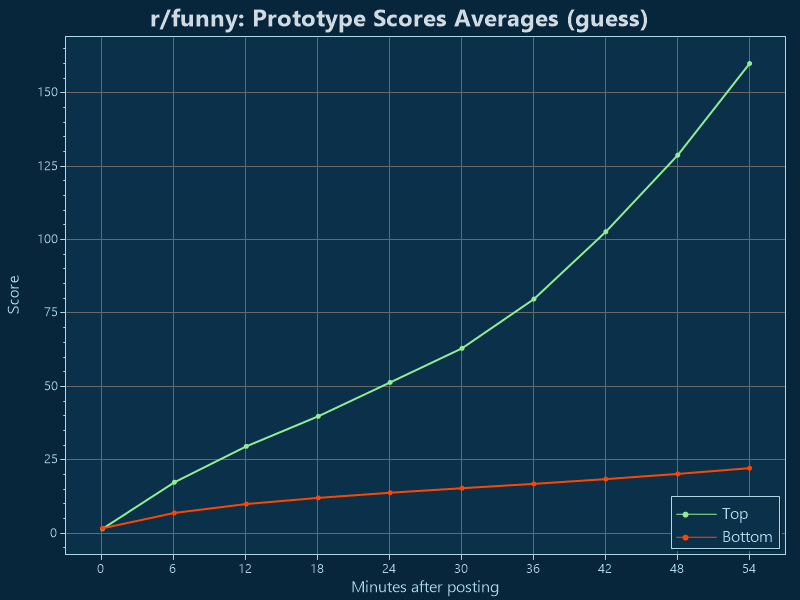 r/funny: Prototype Scores Averages (guess)
Score
150
125
100
75
50
25
0
0 6 12 18 24 30 36 42 48 54
Minutes after posting
Top
Bottom